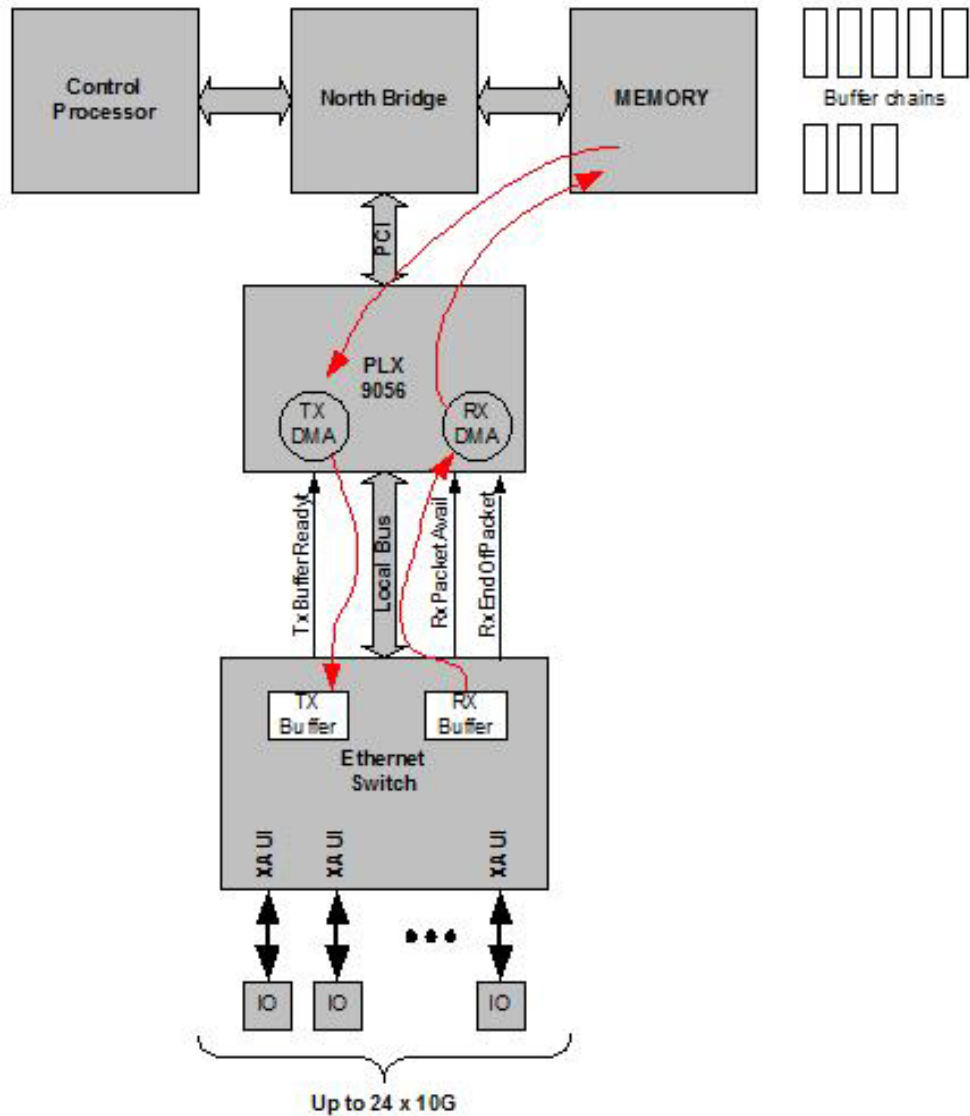 Control
Processor
North Bridge
MEMORY
Buffer chains
PCI
PLX
9056
TX
DMA
RX
DMA
TxBufferReadyt
Local Bus
RxPacketAvail
RxEndOfPacket
TX
Buffer
RX
Buffer
Ethernet
Switch
XAUI
XAUI
XAUI
IO
IO
IO
Up to 24 x 10G